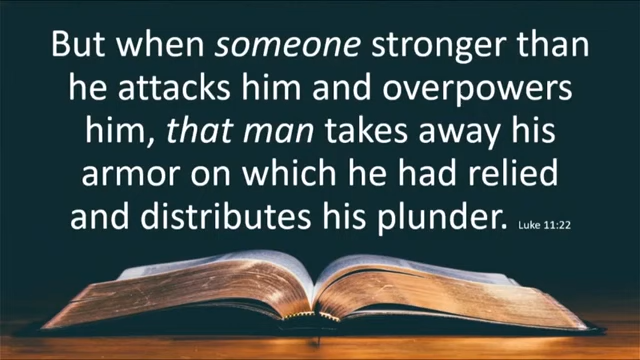 But when someone stronger than
he attacks him and overpowers
him, that man takes away his
armor on which he had relied
and distributes his plunder. Luke 11:22